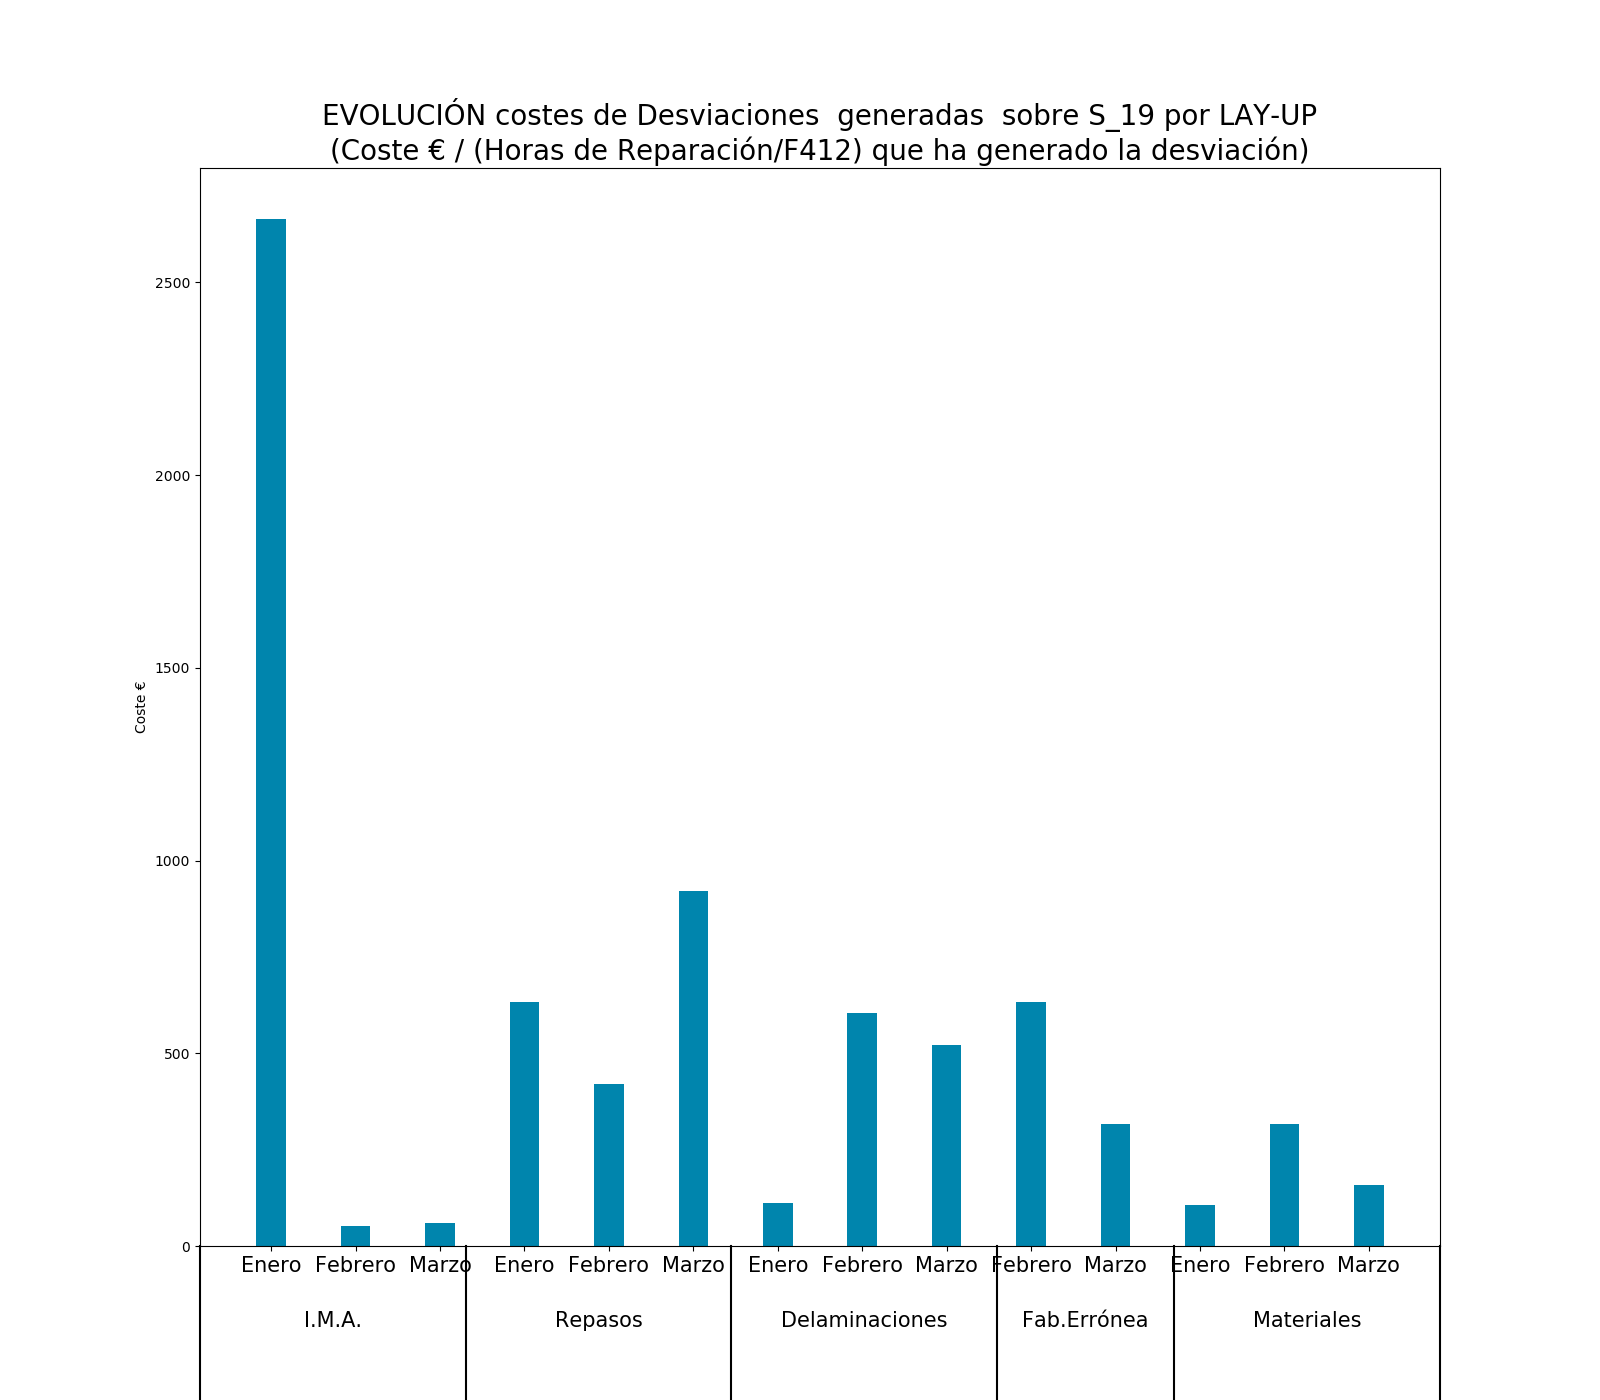 EVOLUCIÓN costes de Desviaciones  generadas  sobre S_19 por LAY-UP
(Coste € / (Horas de Reparación/F412) que ha generado la desviación)
2500
2000
1500
1000
500
0
Coste €
Enero Febrero Marzo Enero Febrero Marzo Enero Febrero Marzo Febrero Marzo Enero Febrero Marzo
I.M.A. Repasos Delaminaciones Fab.Errónea Materiales